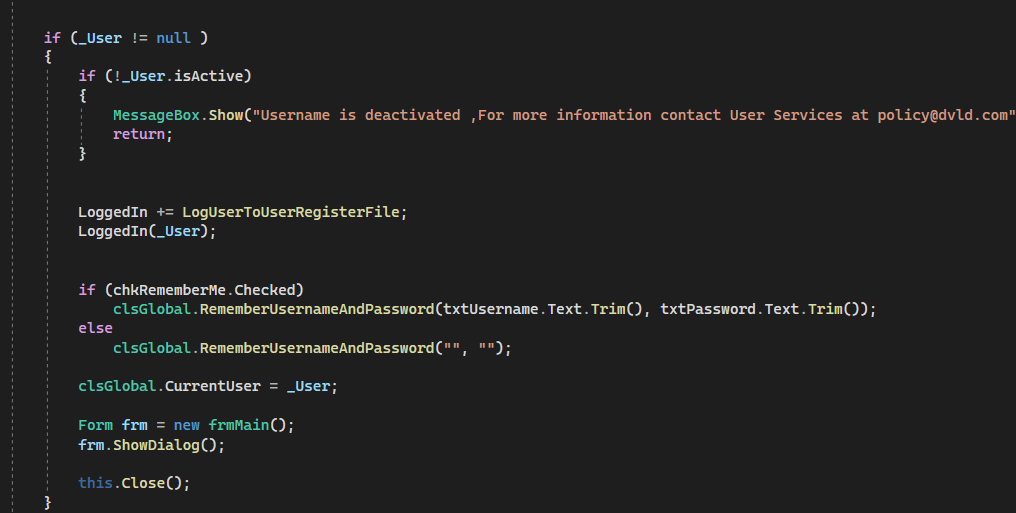 if (_User != null )
{
if (!_User.isActive)
{
MessageBox.Show("Username is deactivated ,For more information contact User Services at policy@dvld.com"
return;
}
LoggedIn += LogUserToUserRegisterFile;
LoggedIn(_User);
if (chkRememberMe.Checked)
clsGlobal.RememberUsernameAndPassword(txtUsername.Text.Trim(), txtPassword.Text.Trim());
else
clsGlobal.RememberUsernameAndPassword("", "");
clsGlobal.CurrentUser = _User;
Form frm = new frmMain();
frm.ShowDialog();
this.Close();
}